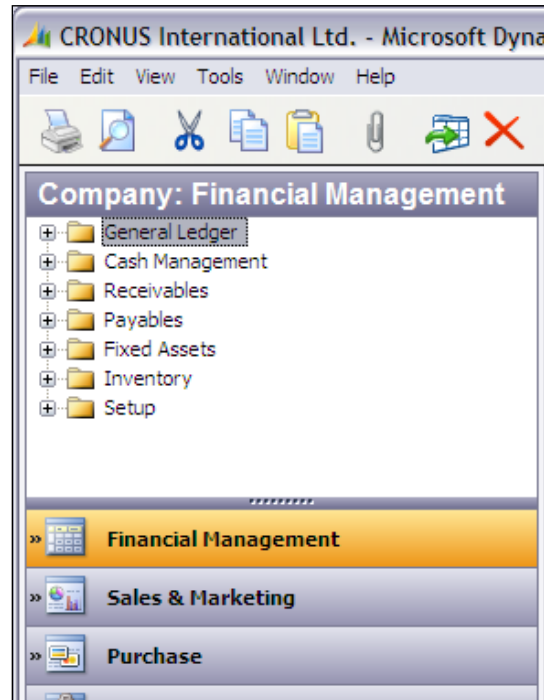 CRONUS International Ltd. - Microsoft Dyna
File Edit View Tools Window Help
Company: Financial Management
General Ledger
Cash Management
Receivables
Payables
Fixed Assets
Inventory
Setup
» Financial Management
» Sales & Marketing
» Purchase